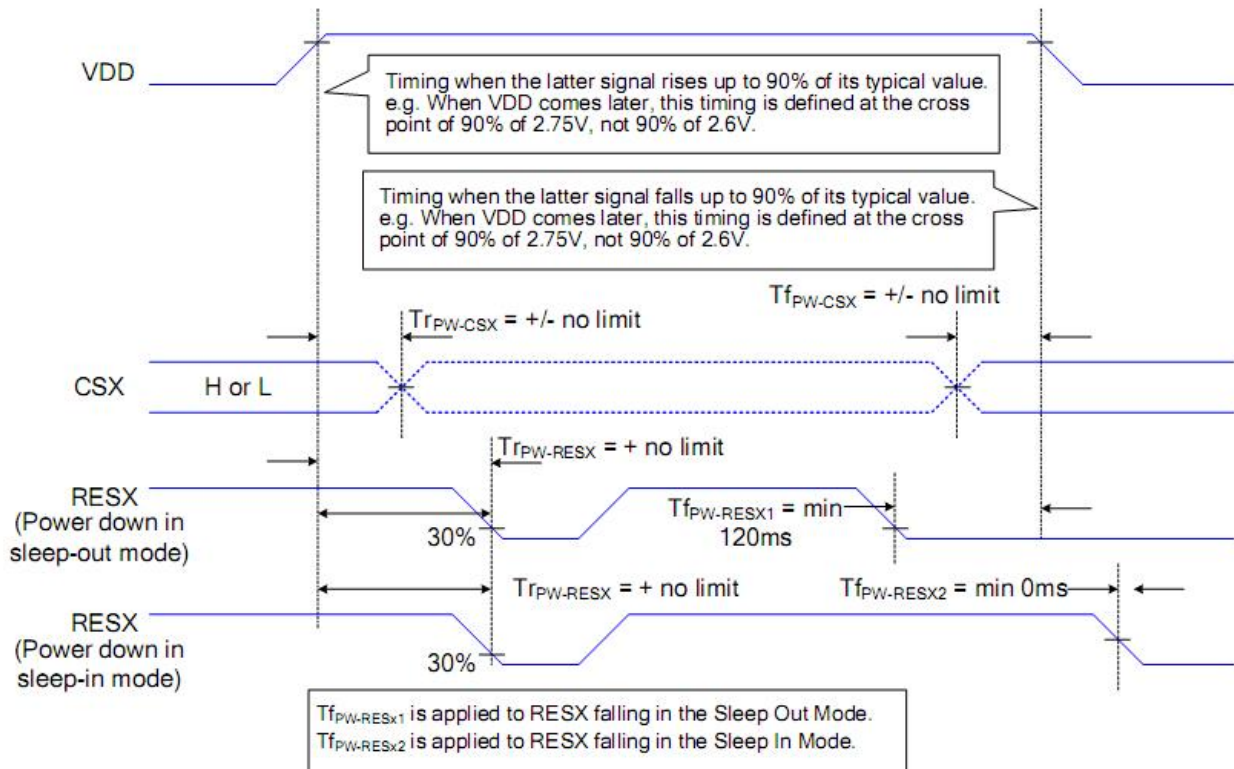 VDD
Timing when the latter signal rises up to 90% of its typical value.
e.g. When VDD comes later, this timing is defined at the cross
point of 90% of 2.75V, not 90% of 2.6V.
Timing when the latter signal falls up to 90% of its typical value.
e.g. When VDD comes later, this timing is defined at the cross
point of 90% of 2.75V, not 90% of 2.6V.
TrPW-CSX = +/- no limit
TfPW-CSX = +/- no limit
CSX
H or L
TrPW-RESX = + no limit
RESX
(Power down in
sleep-out mode)
30%
TfPW-RESX1 = min
120ms
TrPW-RESX = + no limit
TfPW-RESX2 = min 0ms
RESX
(Power down in
sleep-in mode)
30%
TfPW-RESx1 is applied to RESX falling in the Sleep Out Mode.
TfPW-RESx2 is applied to RESX falling in the Sleep In Mode.